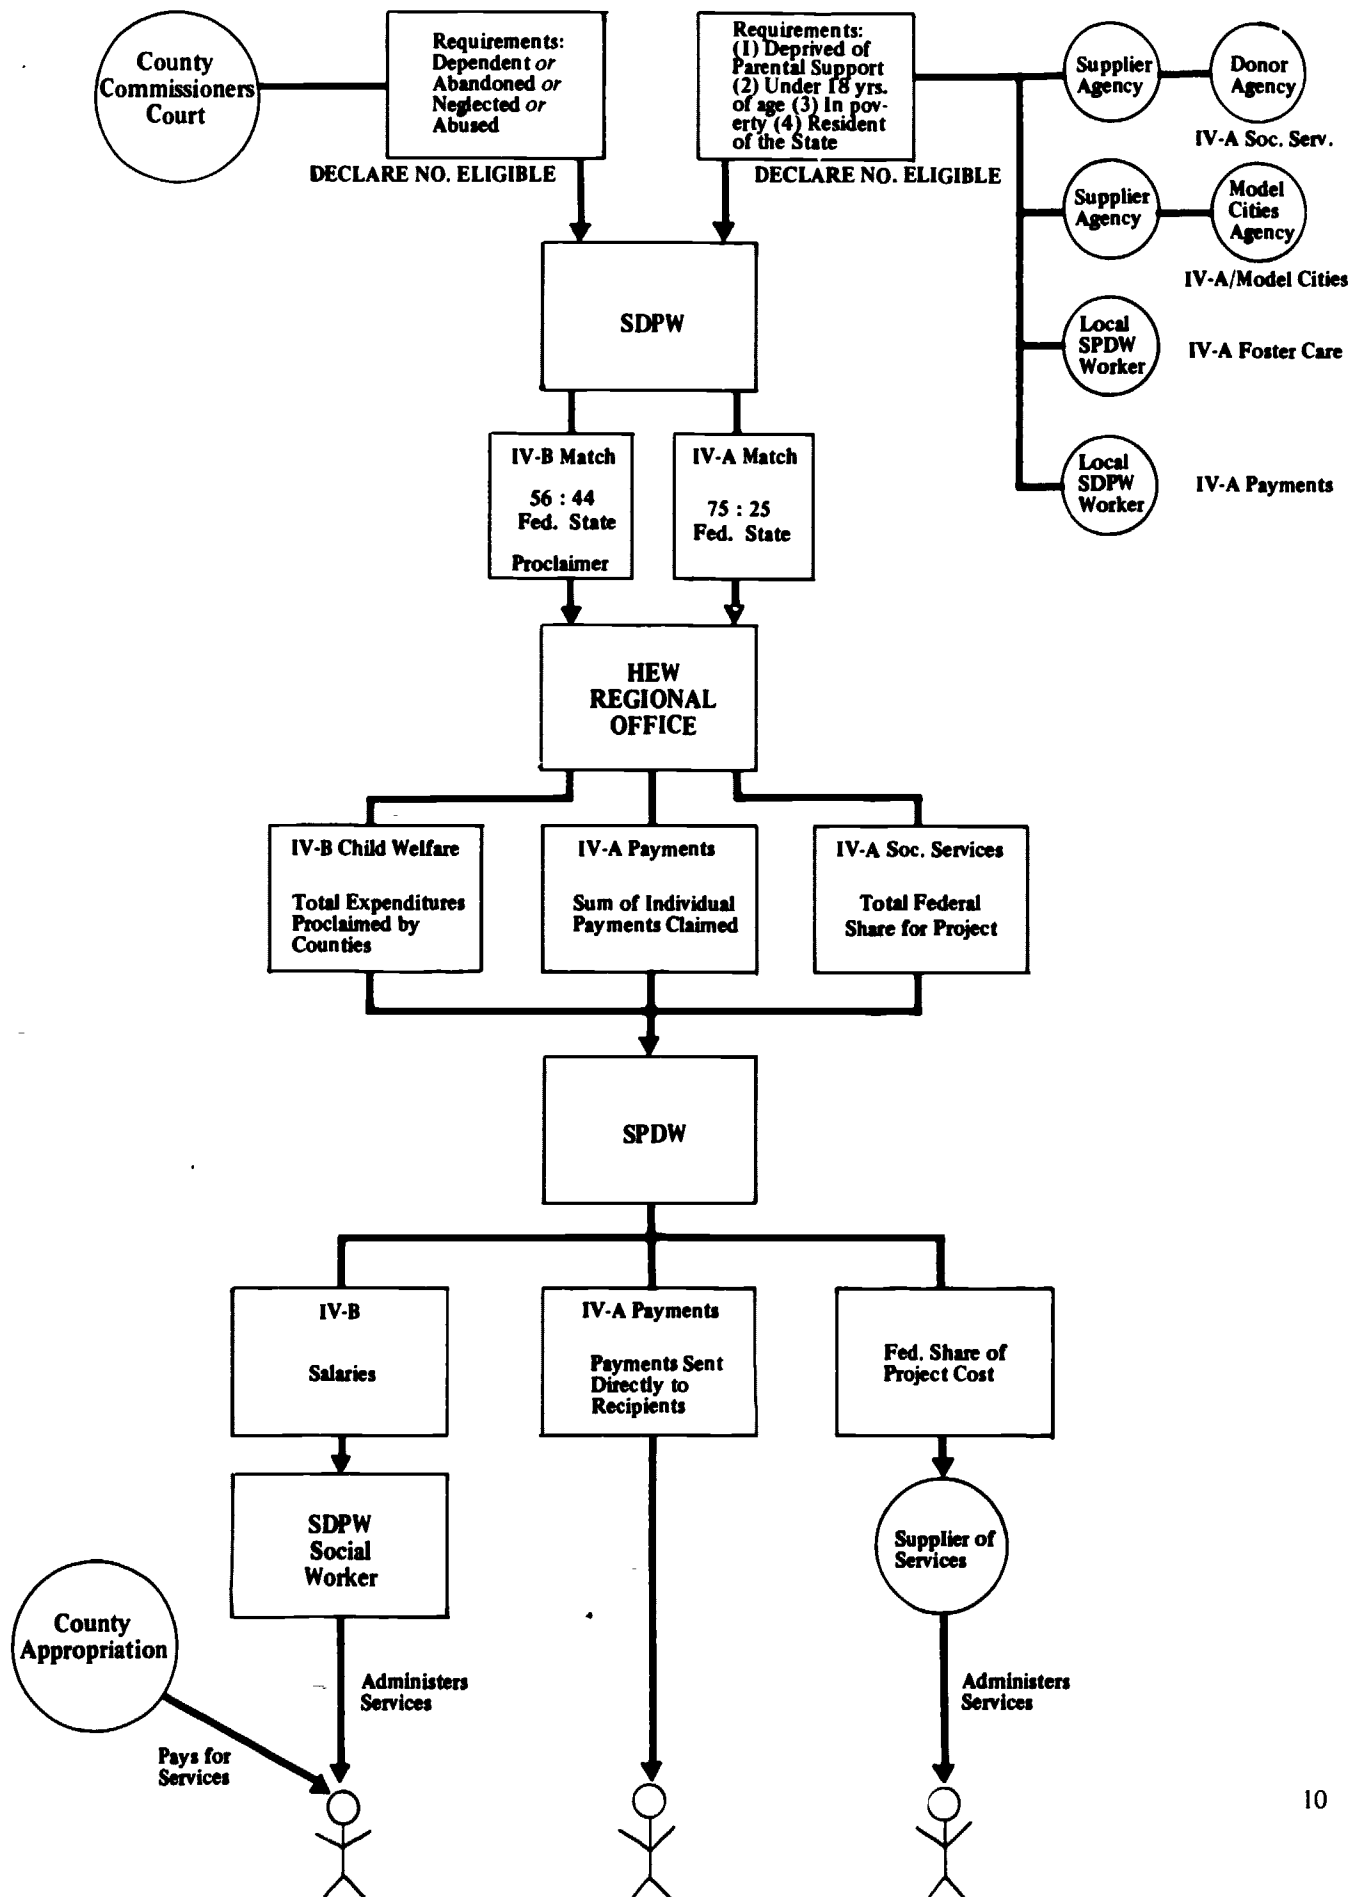 County
Commissioners
Court
Requirements:
Dependent or
Abandoned or
Neglected or
Abused
Requirements:
(1) Deprived of
Parental Support
(2) Under 18 yrs.
of age (3) In pov-
erty (4) Resident
of the State
Supplier
Agency
Donor
Agency
IV-A Soc. Serv.
DECLARE NO. ELIGIBLE
DECLARE NO. ELIGIBLE
Supplier
Agency
Model
Cities
Agency
IV-A/Model Cities
SDPW
Local
SPDW
Worker
IV-A Foster Care
IV-B Match
56 : 44
Fed. State
Proclaimer
IV-A Match
75 : 25
Fed. State
Local
SDPW
Worker
IV-A Payments
HEW
REGIONAL
OFFICE
IV-B Child Welfare
Total Expenditures
Proclaimed by
Counties
IV-A Payments
Sum of Individual
Payments Claimed
IV-A Soc. Services
Total Federal
Share for Project
SPDW
IV-B
Salaries
IV-A Payments
Payments Sent
Directly to
Recipients
Fed. Share of
Project Cost
SDPW
Social
Worker
Supplier of
Services
County
Appropriation
Administers
Services
Administers
Services
Pays for
Services
10